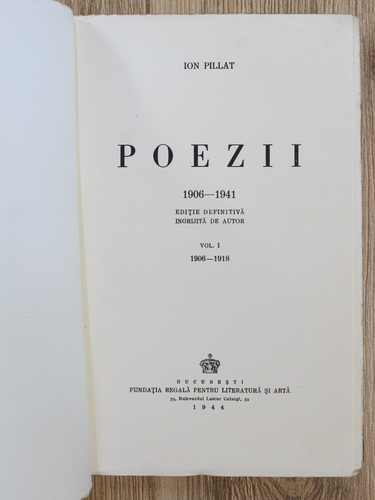 ION PILLAT
POEZII
1906—1941
EDIȚIE DEFINITIVĂ
INGRIJITĂ DE AUTOR
VOL. I
1906—1918
BUCUREȘTI
FUNDAȚIA REGALĂ PENTRU LITERATURĂ ȘI ARTĂ
39, Bulevardul Lascar Catargi, 39
1944